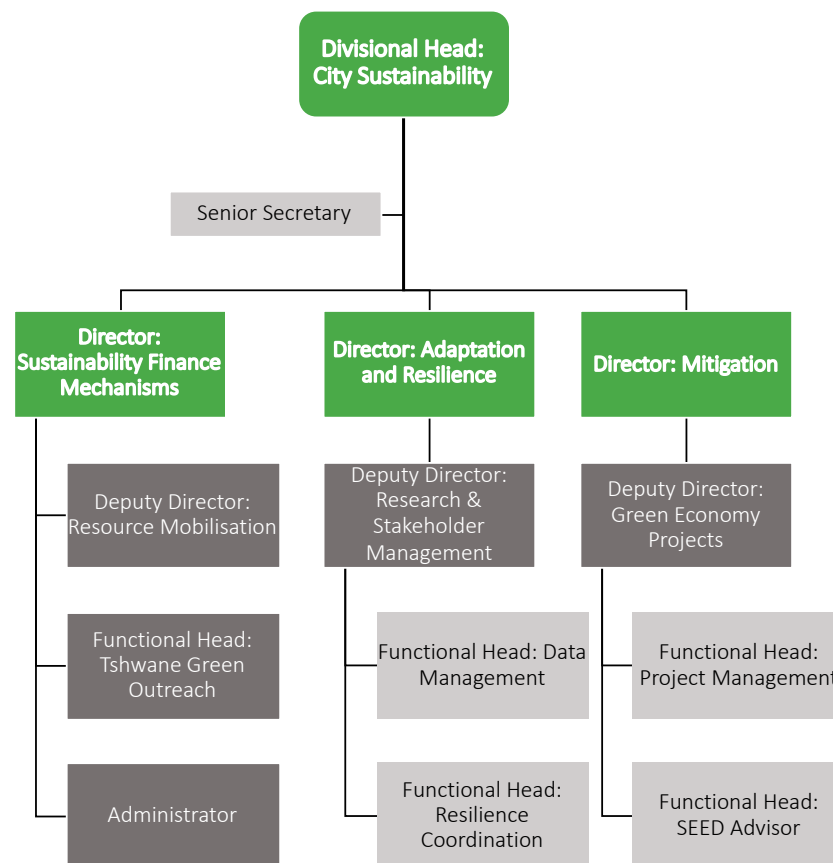 Divisional Head:
City Sustainability
Senior Secretary
Director:
Sustainability Finance
Mechanisms
Director: Adaptation
and Resilience
Director: Mitigation
Deputy Director:
Resource Mobilisation
Deputy Director:
Research &
Stakeholder
Management
Deputy Director:
Green Economy
Projects
Functional Head:
Tshwane Green
Outreach
Functional Head: Data
Management
Functional Head:
Project Management
Administrator
Functional Head:
Resilience
Coordination
Functional Head:
SEED Advisor